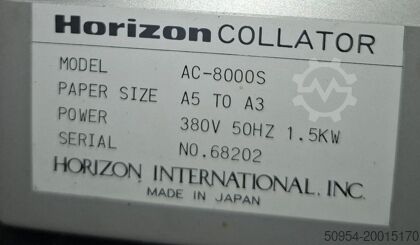 Horizon COLLATOR
MODEL AC-8000S
PAPER SIZE A5 TO A3
POWER 380V 50HZ 1.5KW
SERIAL NO.68202
HORIZON INTERNATIONAL, INC.
MADE IN JAPAN
50954-20015170